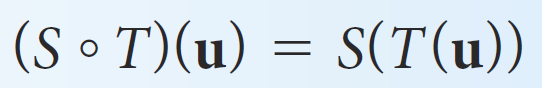 (S ∘ T)(u) = S(T(u))